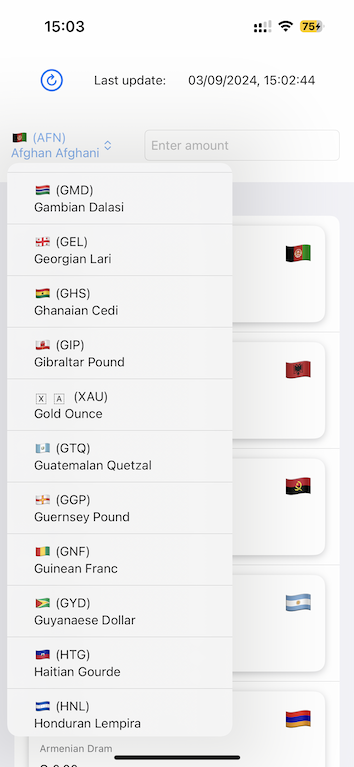 15:03
75
Last update: 03/09/2024, 15:02:44
(AFN)
Afghan Afghani
Enter amount
(GMD)
Gambian Dalasi
(GEL)
Georgian Lari
(GHS)
Ghanaian Cedi
(GIP)
Gibraltar Pound
X A (XAU)
Gold Ounce
(GTQ)
Guatemalan Quetzal
(GGP)
Guernsey Pound
(GNF)
Guinean Franc
(GYD)
Guyanaese Dollar
(HTG)
Haitian Gourde
(HNL)
Honduran Lempira
Armenian Dram